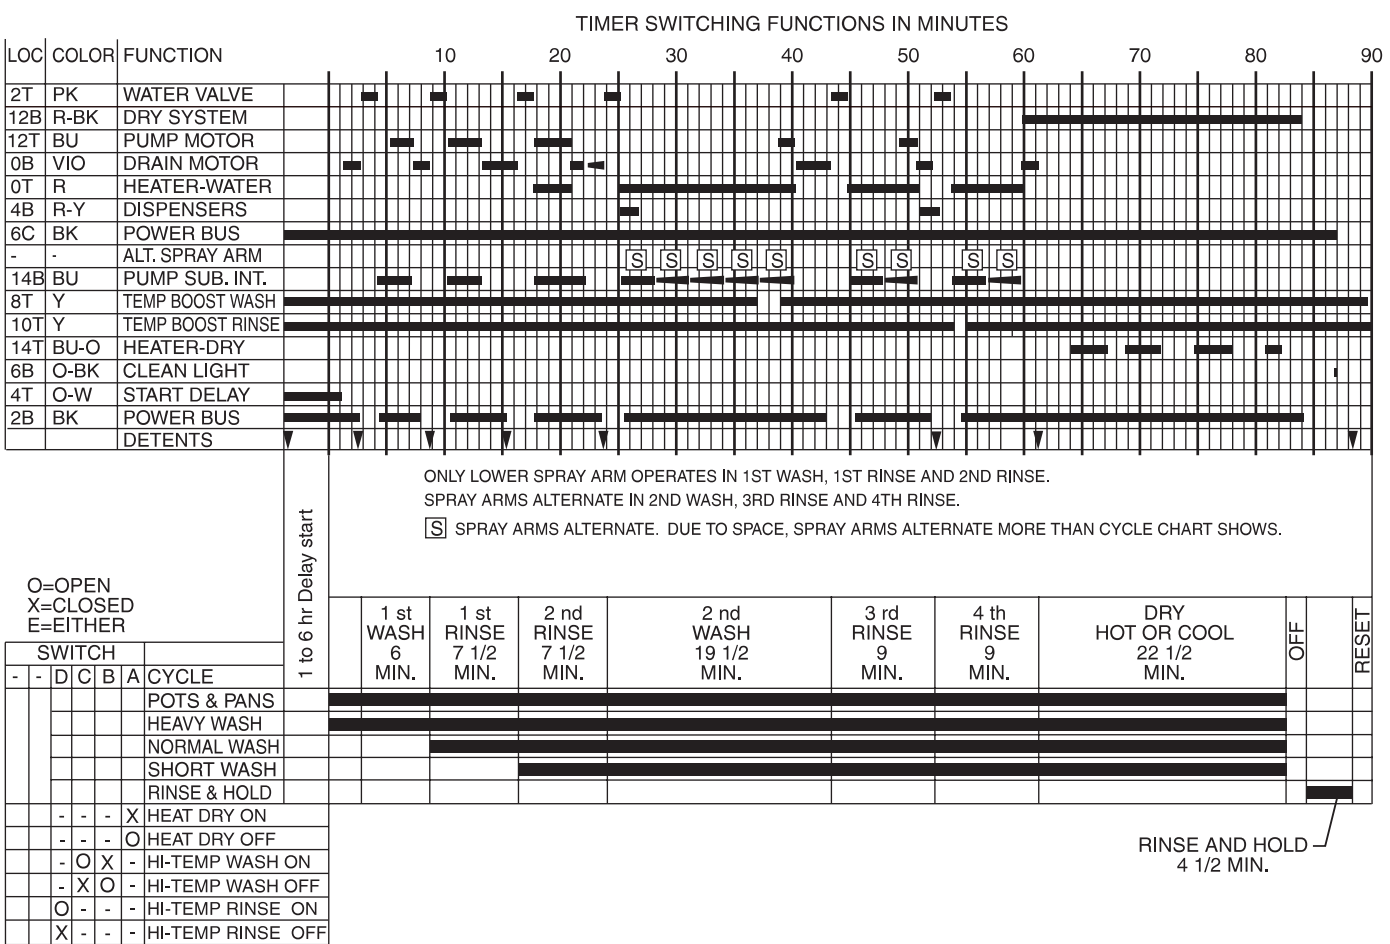 TIMER SWITCHING FUNCTIONS IN MINUTES
LOC COLOR FUNCTION 10 20 30 40 50 60 70 80 90
2T PK WATER VALVE
12B R-BK DRY SYSTEM
12T BU PUMP MOTOR
0B VIO DRAIN MOTOR
0T R HEATER-WATER
4B R-Y DISPENSERS
6C BK POWER BUS
- - ALT. SPRAY ARM S S S S S S S S S
14B BU PUMP SUB. INT.
8T Y TEMP BOOST WASH
10T Y TEMP BOOST RINSE
14T BU-O HEATER-DRY
6B O-BK CLEAN LIGHT
4T O-W START DELAY
2B BK POWER BUS
DETENTS
ONLY LOWER SPRAY ARM OPERATES IN 1ST WASH, 1ST RINSE AND 2ND RINSE.
SPRAY ARMS ALTERNATE IN 2ND WASH, 3RD RINSE AND 4TH RINSE.
S SPRAY ARMS ALTERNATE. DUE TO SPACE, SPRAY ARMS ALTERNATE MORE THAN CYCLE CHART SHOWS.
1 to 6 hr Delay start
O=OPEN
X=CLOSED
E=EITHER
1 st
WASH
6
MIN.
1 st
RINSE
7 1/2
MIN.
2 nd
RINSE
7 1/2
MIN.
2 nd
WASH
19 1/2
MIN.
3 rd
RINSE
9
MIN.
4 th
RINSE
9
MIN.
DRY
HOT OR COOL
22 1/2
MIN.
OFF
RESET
SWITCH
- - D C B A CYCLE
POTS & PANS
HEAVY WASH
NORMAL WASH
SHORT WASH
RINSE & HOLD
- - - X HEAT DRY ON
- - - O HEAT DRY OFF
- O X - HI-TEMP WASH ON
- X O - HI-TEMP WASH OFF
O - - - HI-TEMP RINSE ON
X - - - HI-TEMP RINSE OFF
RINSE AND HOLD
4 1/2 MIN.